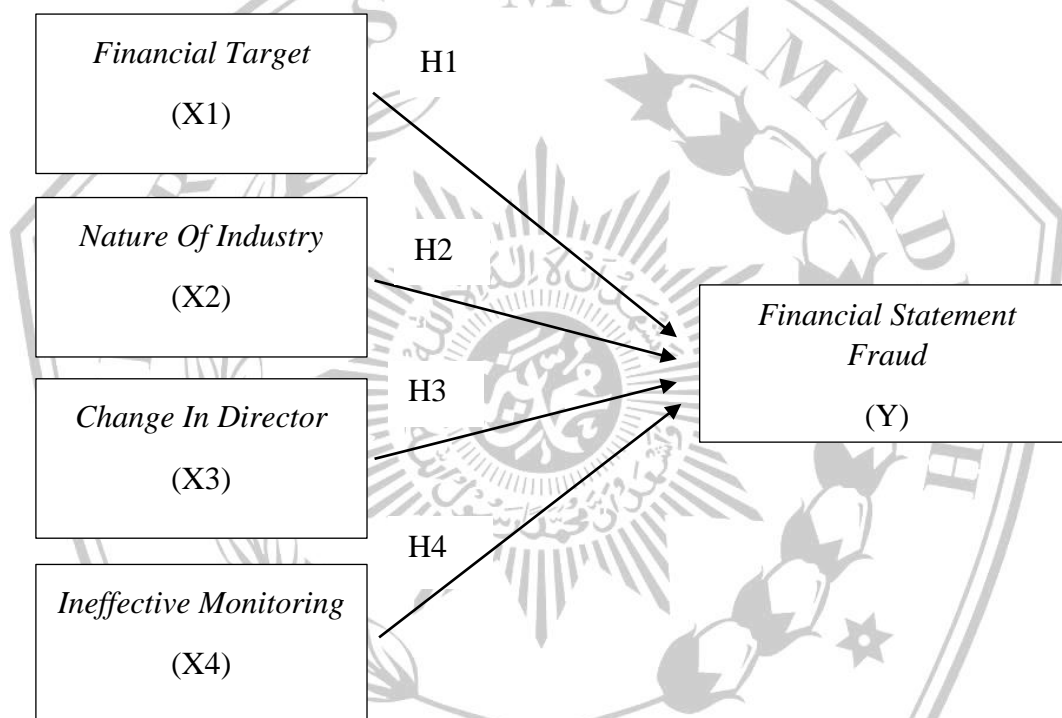 Financial Target
(X1)
H1
Nature Of Industry
(X2)
H2
Change In Director
(X3)
H3
Ineffective Monitoring
(X4)
H4
Financial Statement
Fraud
(Y)
S MUHAMMADIYAH